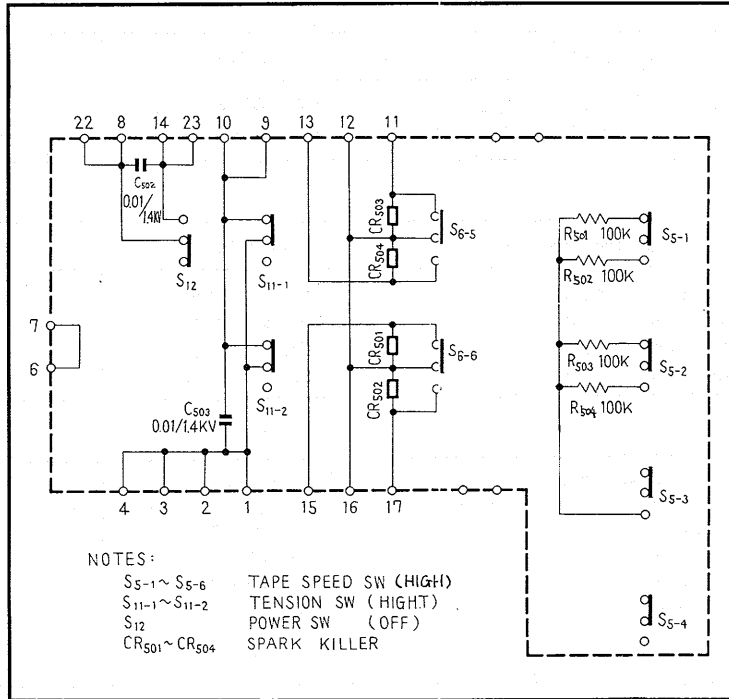 22 8 14 23 10 9 13 12 11
C502
0.01/1.4KV
CR503
CR504
S6-5
S12
S11-1
R501 100K
R502 100K
S5-1
7
6
CR501
CR502
S6-6
R503 100K
R504 100K
S5-2
C503
0.01/1.4KV
S11-2
4 3 2 1 15 16 17
S5-3
S5-4
NOTES:
S5-1~S5-6 TAPE SPEED SW (HIGH)
S11-1~S11-2 TENSION SW (HIGHT)
S12 POWER SW (OFF)
CR501~CR504 SPARK KILLER